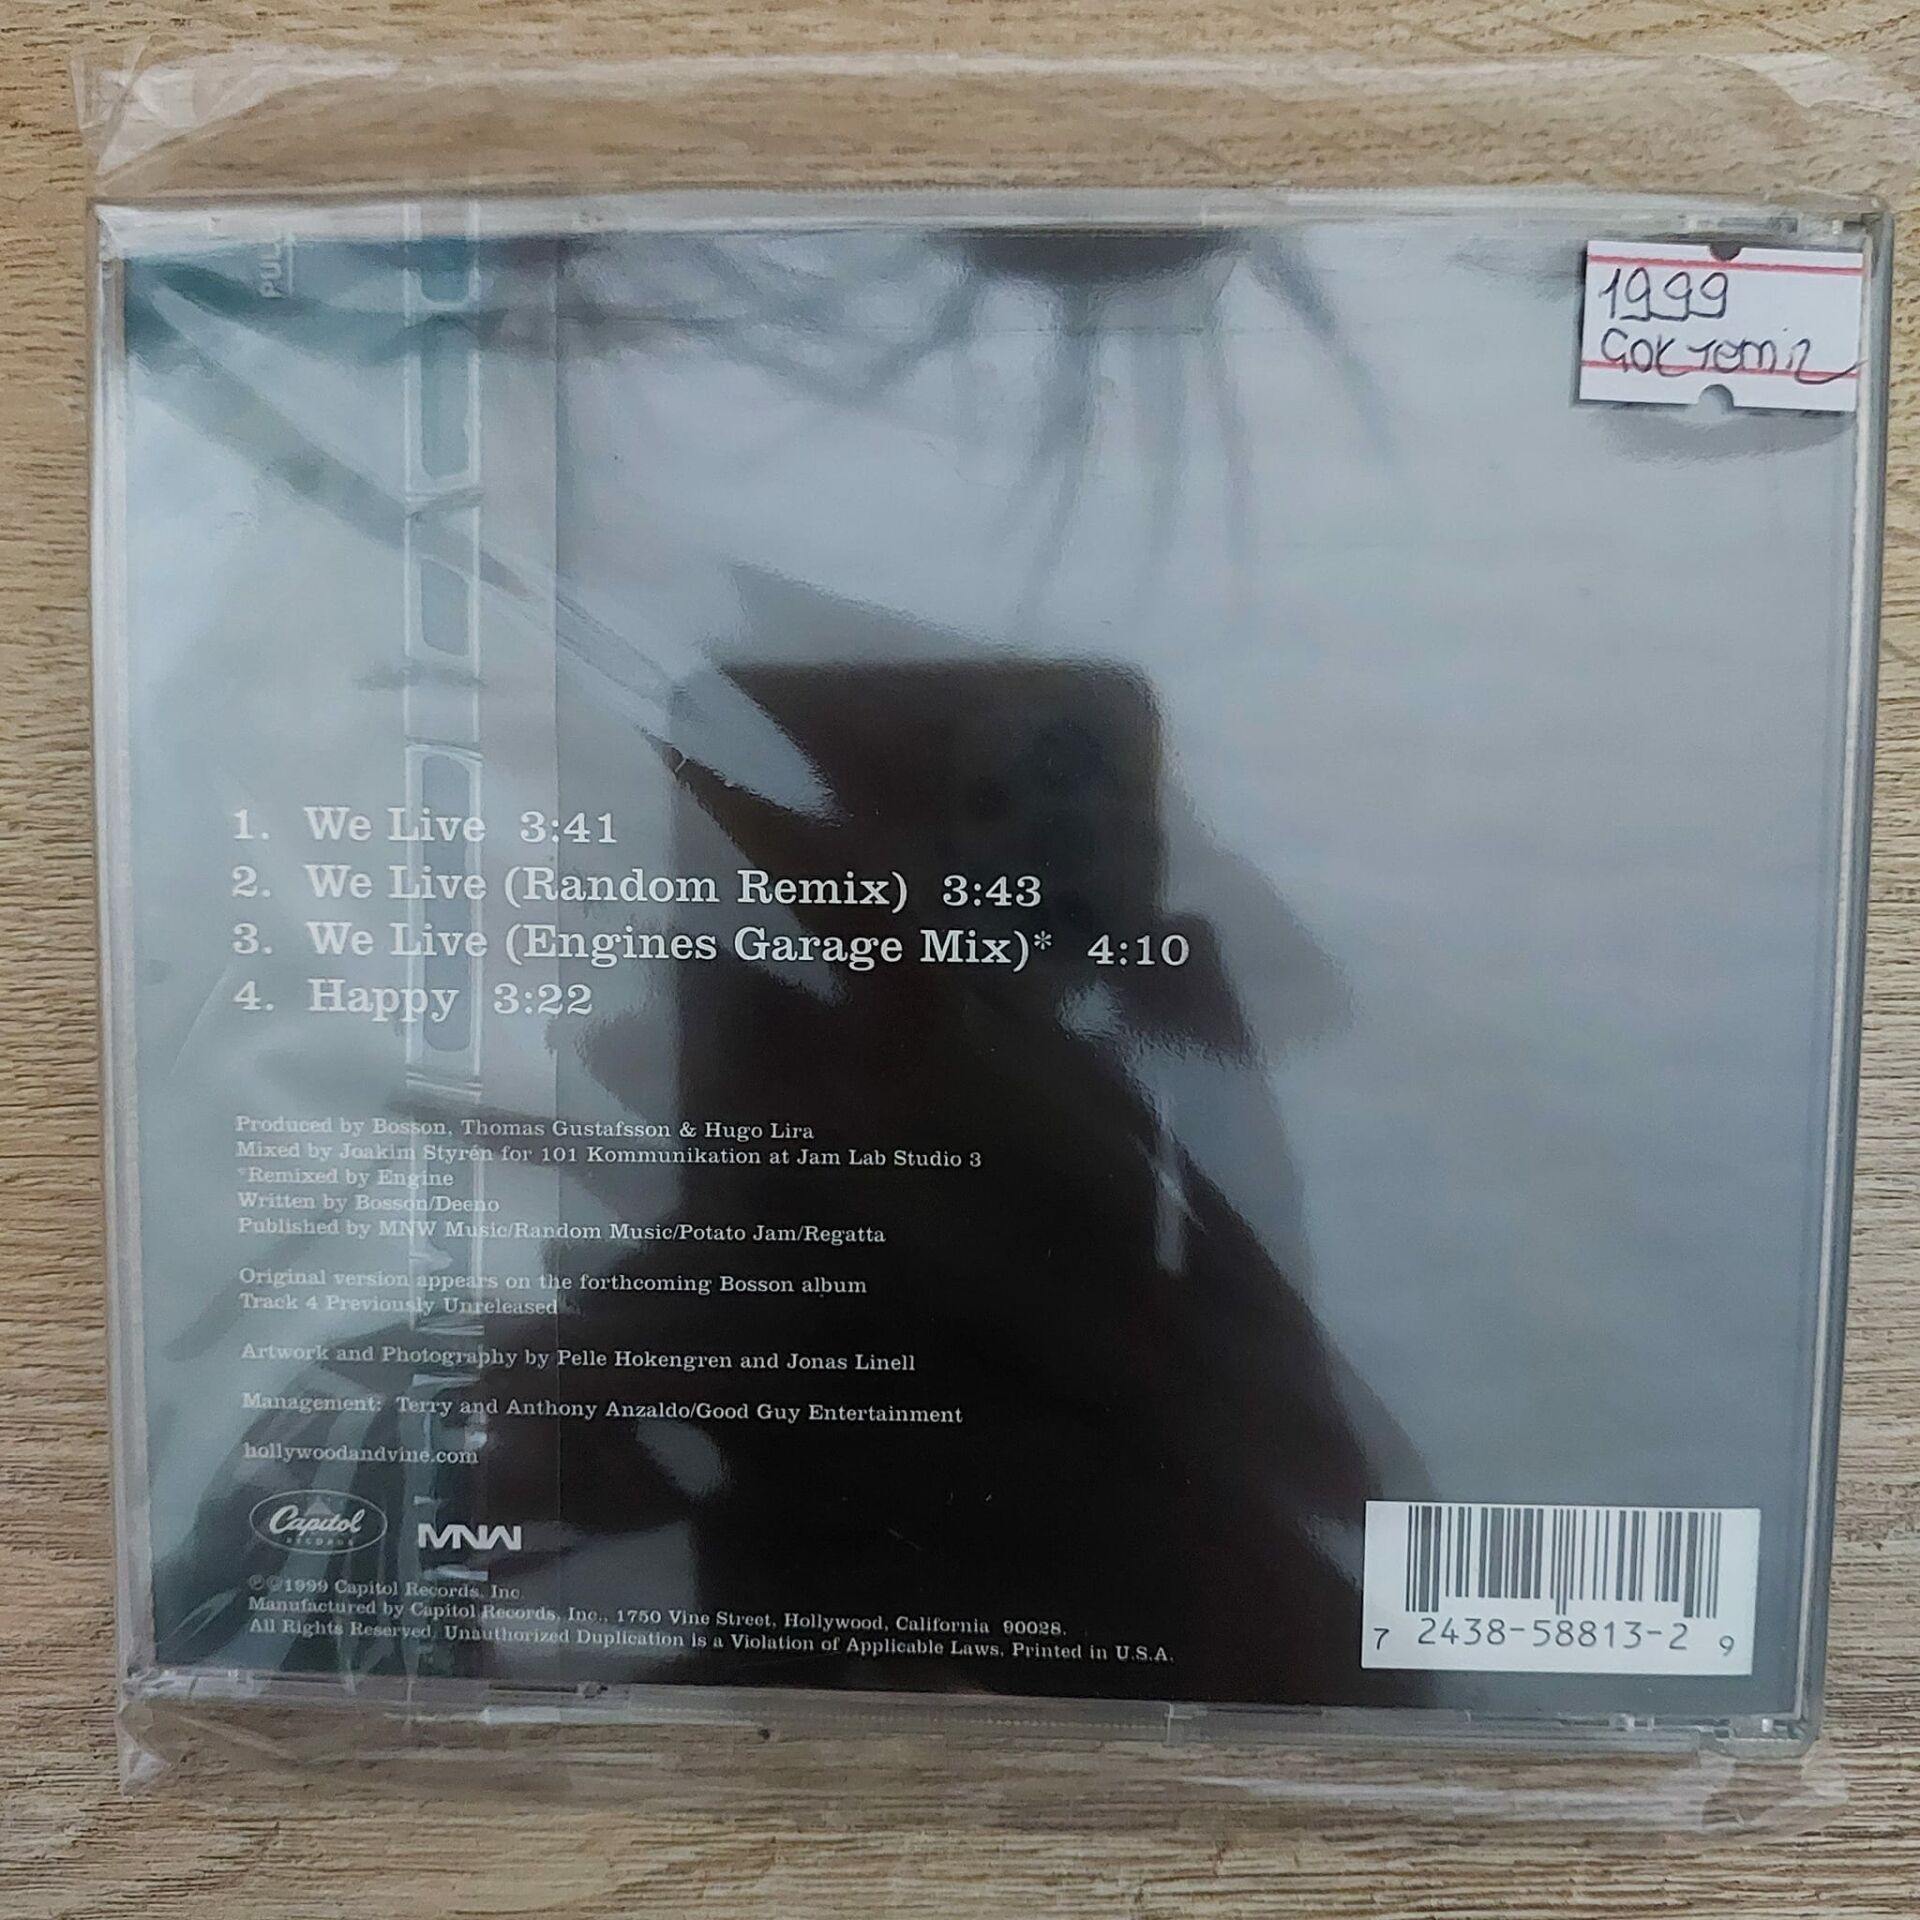 PULL
1999
Gokтemir
1. We Live 3:41
2. We Live (Random Remix) 3:43
3. We Live (Engines Garage Mix)* 4:10
4. Happy 3:22
Produced by Bosson, Thomas Gustafsson & Hugo Lira
Mixed by Joakim Styrén for 101 Kommunikation at Jam Lab Studio 3
*Remixed by Engine
Written by Bosson/Deeno
Published by MNW Music/Random Music/Potato Jam/Regatta
Original version appears on the forthcoming Bosson album
Track 4 Previously Unreleased
Artwork and Photography by Pelle Hokengren and Jonas Linell
Management: Terry and Anthony Anzaldo/Good Guy Entertainment
hollywoodandvine.com
Capitol
RECORDS
MNW
℗©1999 Capitol Records, Inc.
Manufactured by Capitol Records, Inc., 1750 Vine Street, Hollywood, California 90028.
All Rights Reserved. Unauthorized Duplication is a Violation of Applicable Laws. Printed in U.S.A.
7 2438-58813-2 9